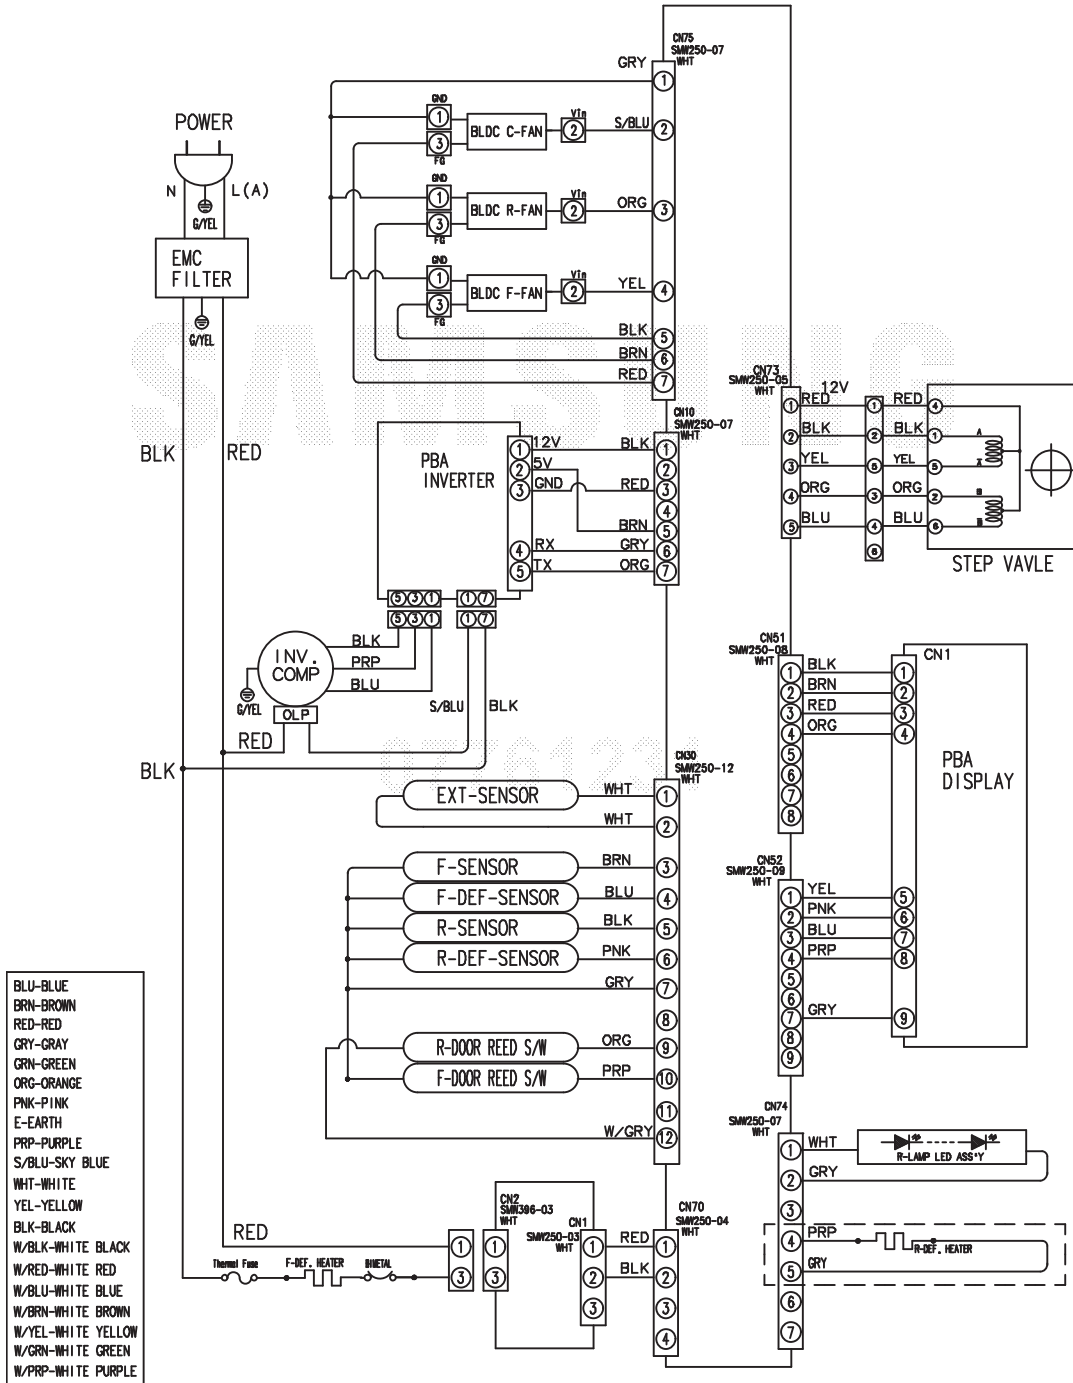 CN75
SMW250-07
WHT
GRY
1
GND
1
BLDC C-FAN
Vin
2
S/BLU
2
3
FG
POWER
N
L(A)
G/YEL
EMC
FILTER
G/YEL
GND
1
BLDC R-FAN
Vin
2
ORG
3
3
FG
GND
1
BLDC F-FAN
Vin
2
YEL
4
3
FG
BLK
5
BRN
6
RED
7
BLK
RED
CN10
SMW250-07
WHT
PBA
INVERTER
1 12V BLK 1
2 5V 2
3 GND RED 3
4
BRN 5
4 RX GRY 6
5 TX ORG 7
5 3 1 1 7
5 3 1 1 7
CN73
SMW250-05
WHT
12V
1 RED 1 RED 4
2 BLK 2 BLK 1 A
3 YEL 5 YEL 5 A
4 ORG 3 ORG 2 B
5 BLU 4 BLU 6 B
6
STEP VAVLE
INV.
COMP
OLP
G/YEL
BLK
PRP
BLU
S/BLU
BLK
RED
BLK
CN51
SMW250-08
WHT
CN1
1 BLK 1
2 BRN 2
3 RED 3
4 ORG 4
5
6
7
8
PBA
DISPLAY
CN52
SMW250-09
WHT
1 YEL 5
2 PNK 6
3 BLU 7
4 PRP 8
5
6
7 GRY 9
8
9
CN30
SMW250-12
WHT
EXT-SENSOR WHT 1
WHT 2
F-SENSOR BRN 3
F-DEF-SENSOR BLU 4
R-SENSOR BLK 5
R-DEF-SENSOR PNK 6
GRY 7
8
R-DOOR REED S/W ORG 9
F-DOOR REED S/W PRP 10
11
W/GRY 12
CN74
SMW250-07
WHT
1 WHT
R-LAMP LED ASS'Y
2 GRY
3
4 PRP
R-DEF. HEATER
5 GRY
6
7
CN2
SMW396-03
WHT
CN1
SMW250-03
WHT
CN70
SMW250-04
WHT
RED
1 1 1 RED 1
Thermal Fuse
F-DEF. HEATER
BIMETAL
3 3 2 BLK 2
3 3
4
BLU-BLUE
BRN-BROWN
RED-RED
GRY-GRAY
GRN-GREEN
ORG-ORANGE
PNK-PINK
E-EARTH
PRP-PURPLE
S/BLU-SKY BLUE
WHT-WHITE
YEL-YELLOW
BLK-BLACK
W/BLK-WHITE BLACK
W/RED-WHITE RED
W/BLU-WHITE BLUE
W/BRN-WHITE BROWN
W/YEL-WHITE YELLOW
W/GRN-WHITE GREEN
W/PRP-WHITE PURPLE